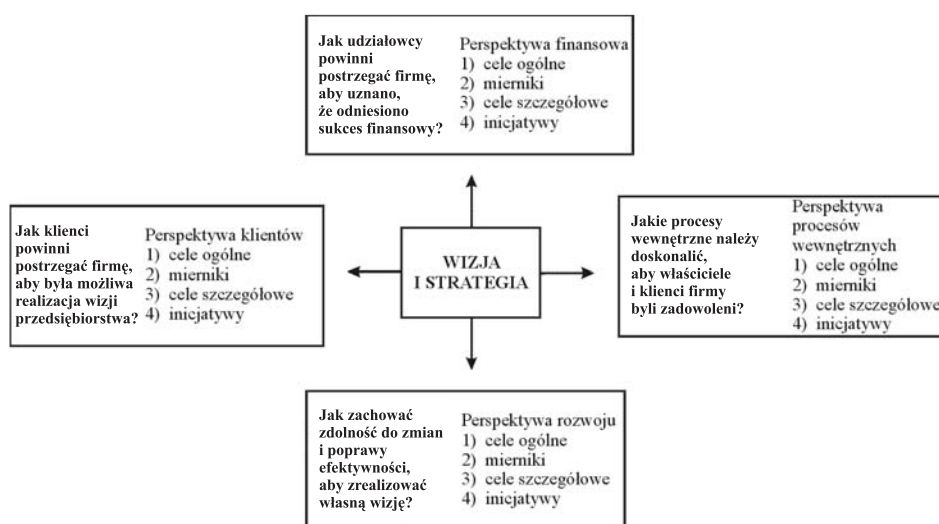 Jak udziałowcy
powinni
postrzegać firmę,
aby uznano,
że odniesiono
sukces finansowy?
Perspektywa finansowa
1) cele ogólne
2) mierniki
3) cele szczegółowe
4) inicjatywy
Jak klienci
powinni
postrzegać firmę,
aby była możliwa
realizacja wizji
przedsiębiorstwa?
Perspektywa klientów
1) cele ogólne
2) mierniki
3) cele szczegółowe
4) inicjatywy
WIZJA
I STRATEGIA
Jakie procesy
wewnętrzne należy
doskonalić,
aby właściciele
i klienci firmy
byli zadowoleni?
Perspektywa
procesów
wewnętrznych
1) cele ogólne
2) mierniki
3) cele szczegółowe
4) inicjatywy
Jak zachować
zdolność do zmian
i poprawy
efektywności,
aby zrealizować
własną wizję?
Perspektywa rozwoju
1) cele ogólne
2) mierniki
3) cele szczegółowe
4) inicjatywy